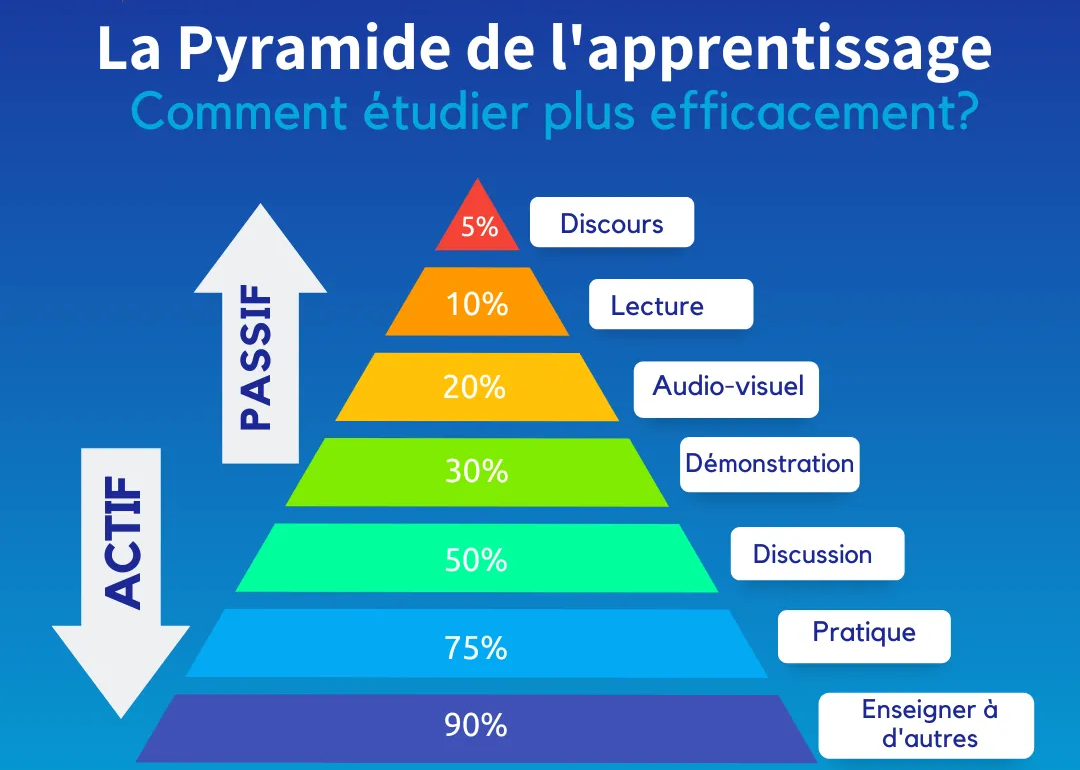 La Pyramide de l'apprentissage
Comment étudier plus efficacement?
5%
Discours
10%
Lecture
PASSIF
20%
Audio-visuel
30%
Démonstration
ACTIF
50%
Discussion
75%
Pratique
90%
Enseigner à
d'autres